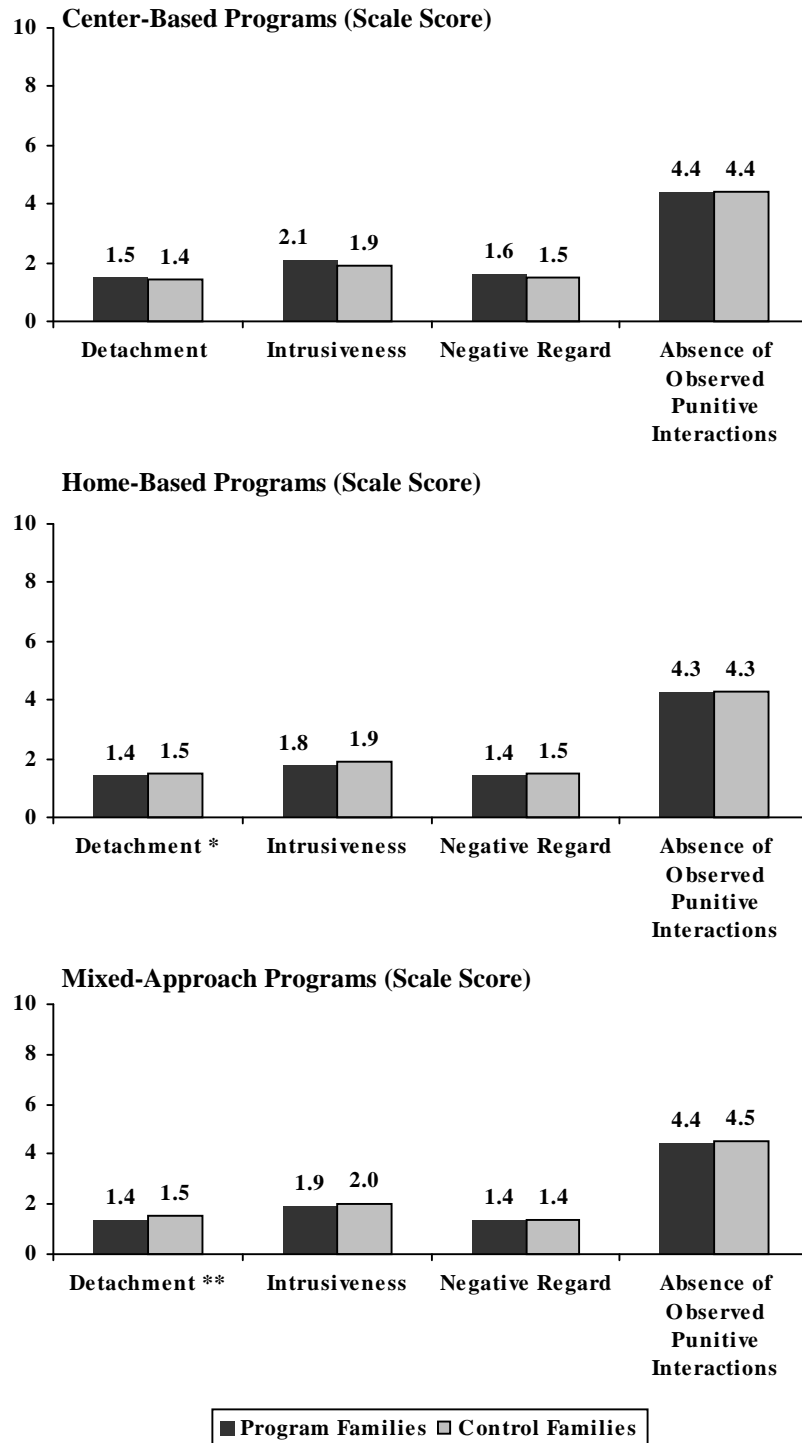 Center-Based Programs (Scale Score)
10
8
6
4
2
0
1.5 1.4
2.1 1.9
1.6 1.5
4.4 4.4
Detachment Intrusiveness Negative Regard Absence of
Observed
Punitive
Interactions
Home-Based Programs (Scale Score)
10
8
6
4
2
0
1.4 1.5
1.8 1.9
1.4 1.5
4.3 4.3
Detachment * Intrusiveness Negative Regard Absence of
Observed
Punitive
Interactions
Mixed-Approach Programs (Scale Score)
10
8
6
4
2
0
1.4 1.5
1.9 2.0
1.4 1.4
4.4 4.5
Detachment ** Intrusiveness Negative Regard Absence of
Observed
Punitive
Interactions
Program Families Control Families